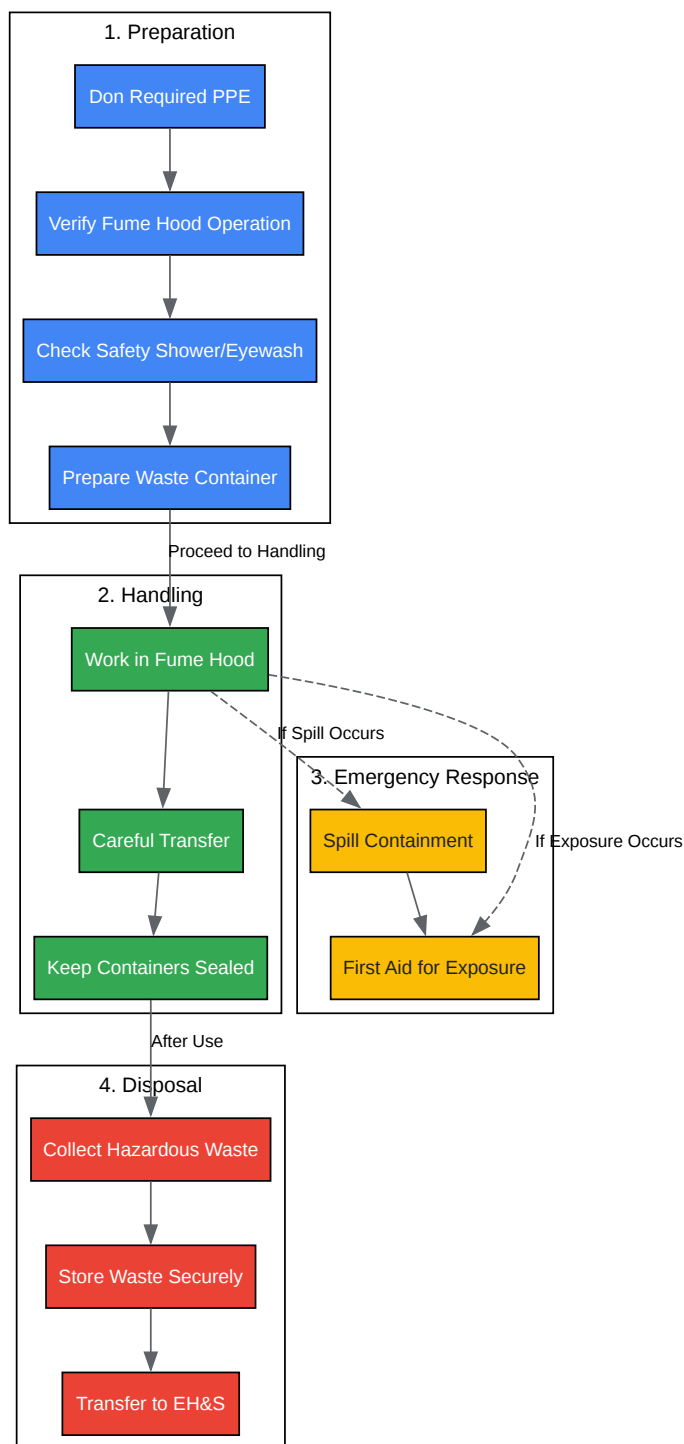 1. Preparation
Don Required PPE
Verify Fume Hood Operation
Check Safety Shower/Eyewash
Prepare Waste Container
Proceed to Handling
2. Handling
Work in Fume Hood
If Spill Occurs
3. Emergency Response
Careful Transfer
Spill Containment
If Exposure Occurs
Keep Containers Sealed
First Aid for Exposure
After Use
4. Disposal
Collect Hazardous Waste
Store Waste Securely
Transfer to EH&S